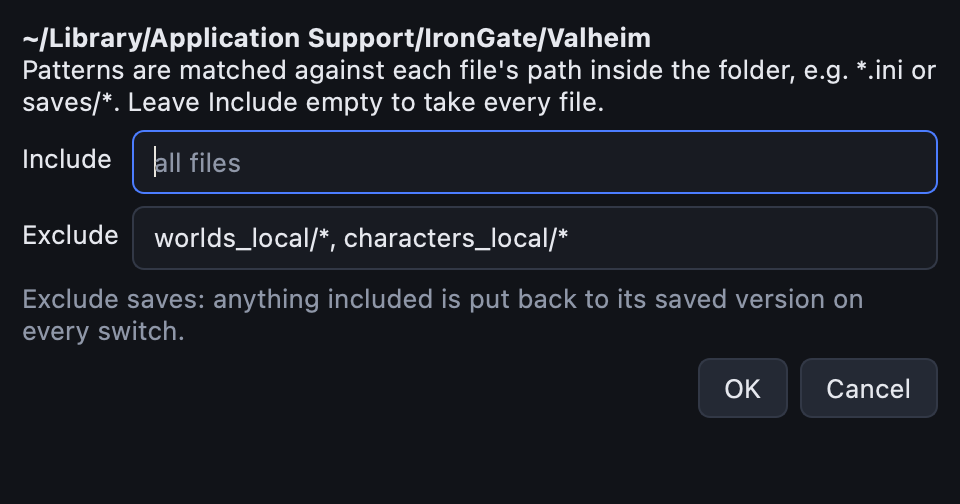 ~/Library/Application Support/IronGate/Valheim
Patterns are matched against each file's path inside the folder, e.g. *.ini or
saves/*. Leave Include empty to take every file.
Include
all files
Exclude
worlds_local/*, characters_local/*
Exclude saves: anything included is put back to its saved version on
every switch.
OK
Cancel